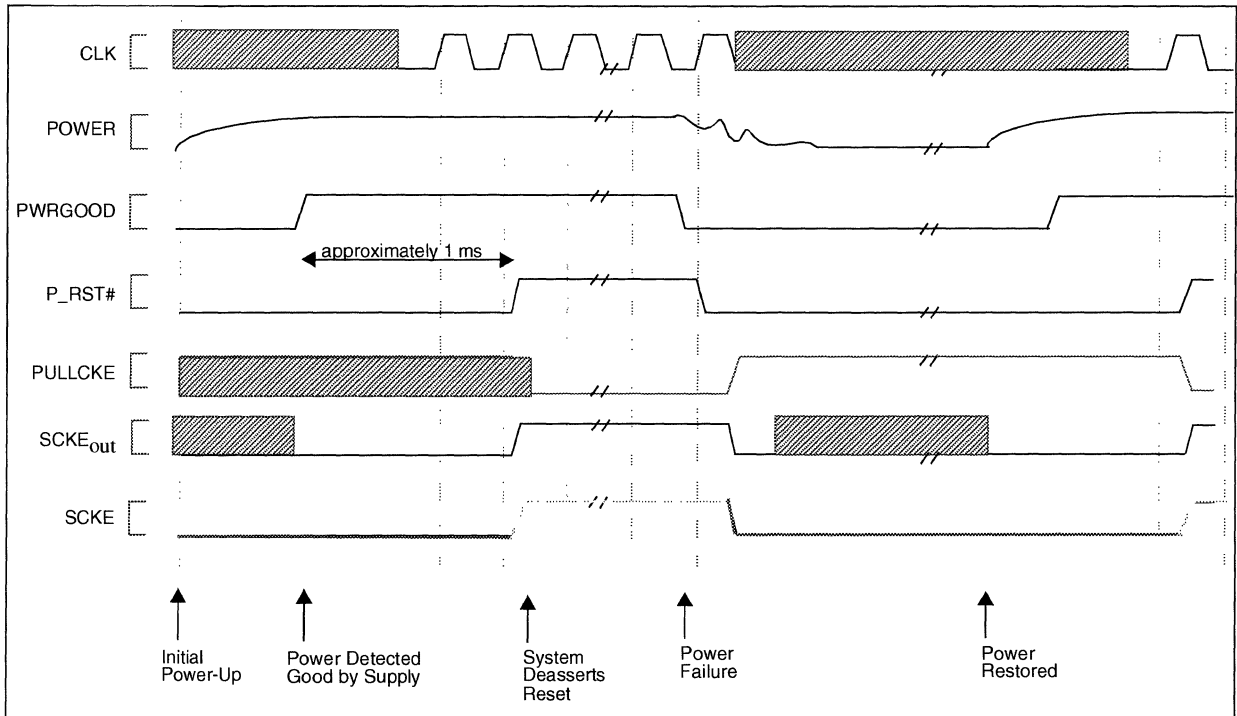 CLK
POWER
PWRGOOD
approximately 1 ms
P_RST#
PULLCKE
SCKEout
SCKE
Initial
Power-Up
Power Detected
Good by Supply
System
Deasserts
Reset
Power
Failure
Power
Restored